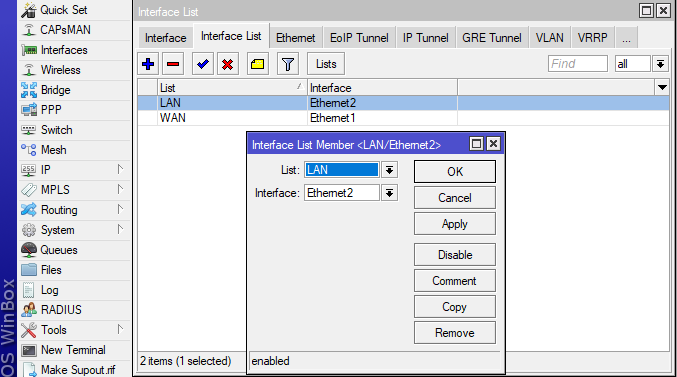 Quick Set
CAPsMAN
Interfaces
Wireless
Bridge
PPP
Switch
Mesh
IP
MPLS
Routing
System
Queues
Files
Log
RADIUS
Tools
New Terminal
Make Supout.rif
OS WinBox
Interface List
Interface Interface List Ethernet EoIP Tunnel IP Tunnel GRE Tunnel VLAN VRRP ...
Lists Find all
List Interface
LAN Ethernet2
WAN Ethernet1
Interface List Member <LAN/Ethernet2>
List: LAN
Interface: Ethernet2
OK
Cancel
Apply
Disable
Comment
Copy
Remove
enabled
2 items (1 selected)